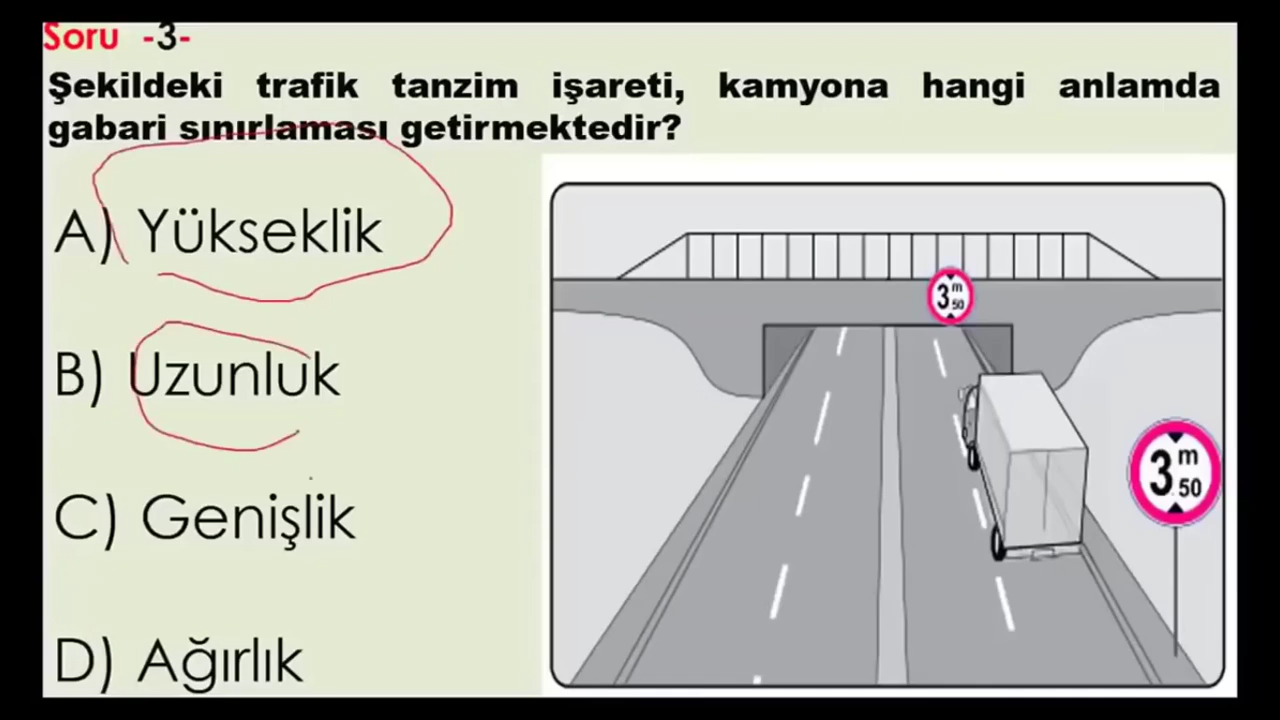 Soru -3-
Şekildeki trafik tanzim işareti, kamyona hangi anlamda
gabari sınırlaması getirmektedir?
A) Yükseklik
B) Uzunluk
C) Genişlik
D) Ağırlık
3 m 50
3 m 50